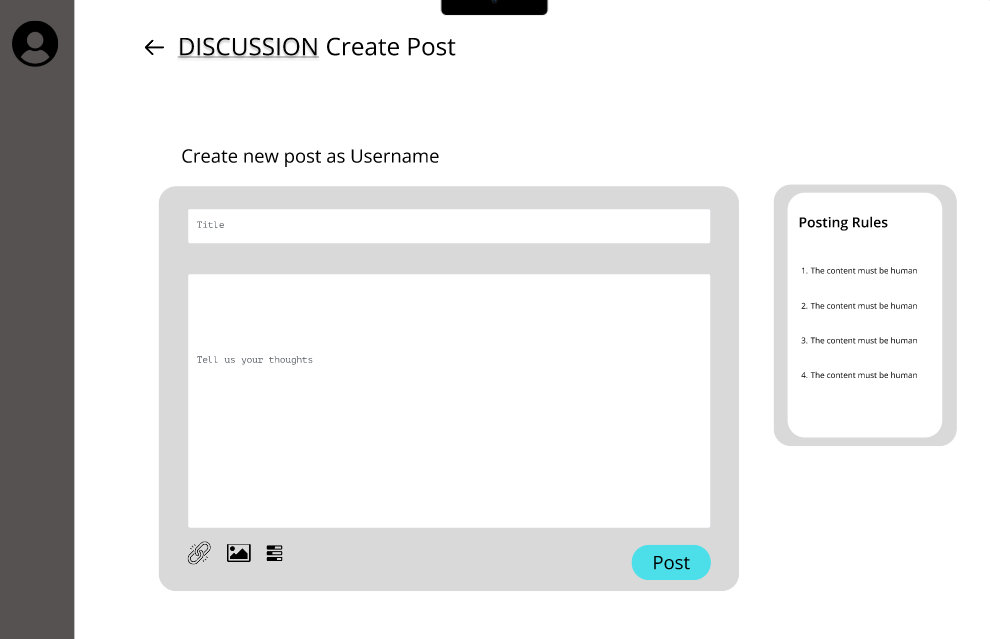 DISCUSSION Create Post
Create new post as Username
Title
Tell us your thoughts
Post
Posting Rules
1. The content must be human
2. The content must be human
3. The content must be human
4. The content must be human